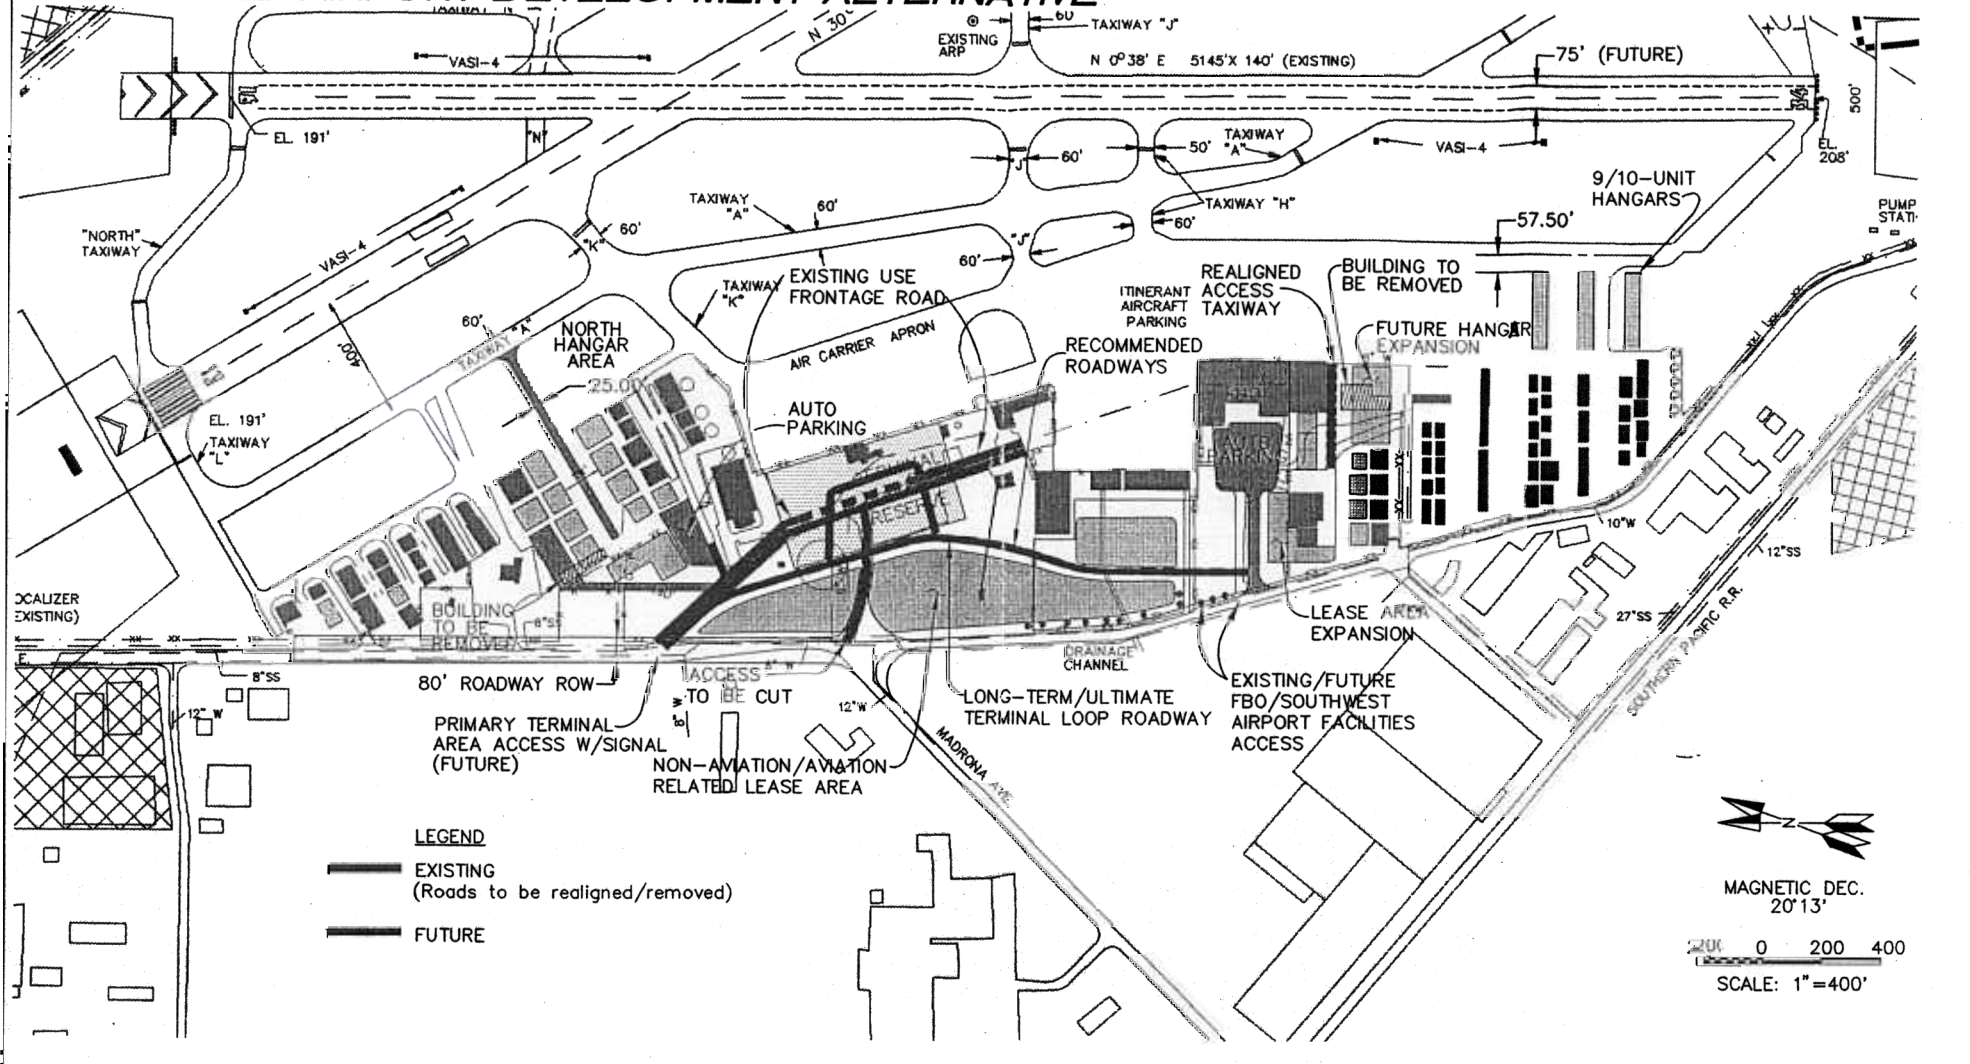 DEVELOPMENT ALTERNATIVE
60'
TAXIWAY "J"
EXISTING
ARP
N 0°38' E 5145'X 140' (EXISTING)
VASI-4
75' (FUTURE)
500'
EL. 191'
"N"
"J"
60'
50'
TAXIWAY
"A"
VASI-4
EL.
208'
9/10-UNIT
HANGARS
TAXIWAY
"A"
60'
TAXIWAY "H"
60'
57.50'
PUMP
"NORTH"
TAXIWAY
VASI-4
"K"
60'
"J"
60'
TAXIWAY
"K"
EXISTING USE
FRONTAGE ROAD
ITINERANT
AIRCRAFT
PARKING
REALIGNED
ACCESS
TAXIWAY
BUILDING TO
BE REMOVED
400'
60'
TAXIWAY "A"
NORTH
HANGAR
AREA
25.00
AIR CARRIER APRON
RECOMMENDED
ROADWAYS
FUTURE HANGAR
EXPANSION
EL. 191'
TAXIWAY
"L"
AUTO
PARKING
TERMINAL
RESERVE
AUTO
PARKING
10"W
12"SS
27"SS
SOUTHERN PACIFIC R.R.
BUILDING
TO BE
REMOVED
8"SS
LEASE AREA
EXPANSION
DRAINAGE
CHANNEL
8"SS
12" W
80' ROADWAY ROW
ACCESS
TO BE CUT
8" W
8" W
12"W
PRIMARY TERMINAL
AREA ACCESS W/SIGNAL
(FUTURE)
NON-AVIATION/AVIATION
RELATED LEASE AREA
LONG-TERM/ULTIMATE
TERMINAL LOOP ROADWAY
EXISTING/FUTURE
FBO/SOUTHWEST
AIRPORT FACILITIES
ACCESS
MADRONA AVE.
LEGEND
EXISTING
(Roads to be realigned/removed)
FUTURE
N
MAGNETIC DEC.
20°13'
200 0 200 400
SCALE: 1"=400'